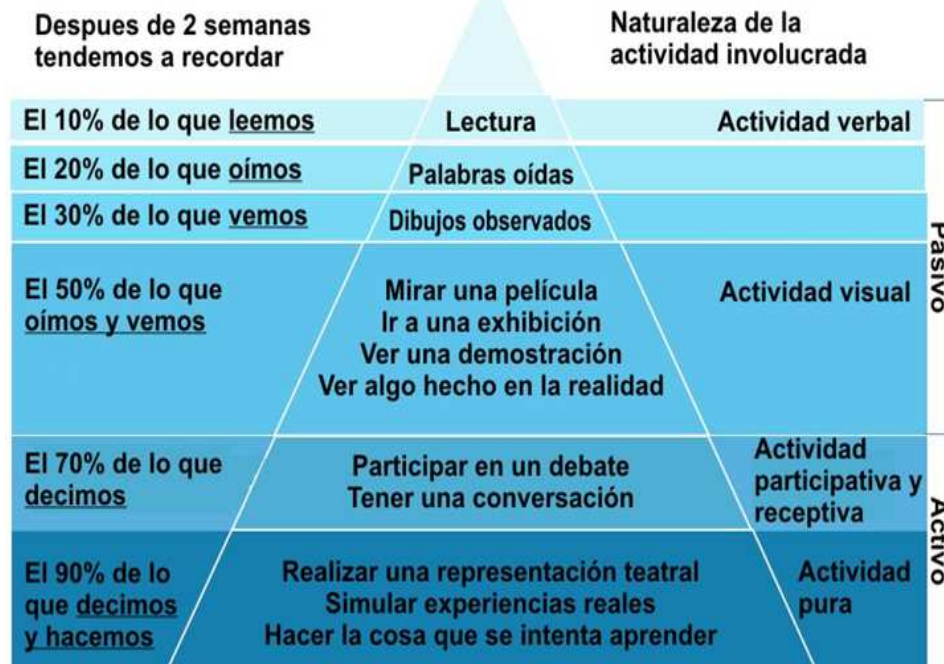 Despues de 2 semanas
tendemos a recordar
Naturaleza de la
actividad involucrada
El 10% de lo que leemos
Lectura
Actividad verbal
El 20% de lo que oímos
Palabras oídas
El 30% de lo que vemos
Dibujos observados
El 50% de lo que
oímos y vemos
Mirar una película
Ir a una exhibición
Ver una demostración
Ver algo hecho en la realidad
Actividad visual
Pasivo
El 70% de lo que
decimos
Participar en un debate
Tener una conversación
Actividad
participativa y
receptiva
El 90% de lo
que decimos
y hacemos
Realizar una representación teatral
Simular experiencias reales
Hacer la cosa que se intenta aprender
Actividad
pura
Activo